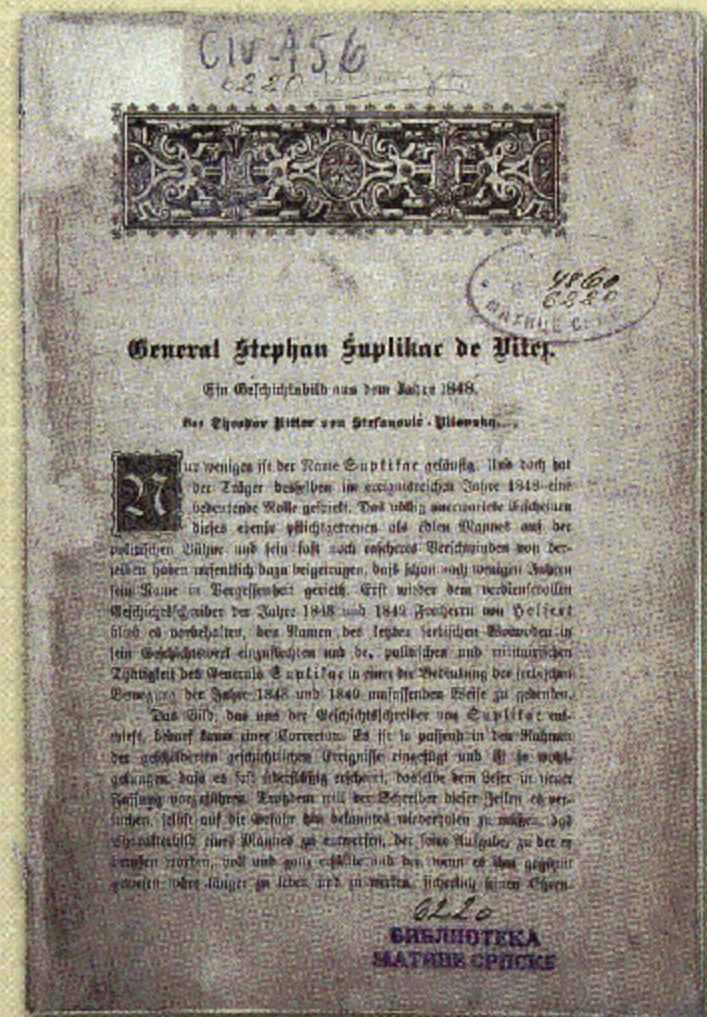 CIV-456
6220
4860
6220
General Stephan Šuplikac de Vitez.
Ein Geschichtsbild aus dem Jahre 1848.
Von Theodor Ritter von Stefanović-Vilovsky.
Nur wenigen ist der Name Suplikac geläufig. Und doch hat
der Träger desselben im ereignisreichen Jahre 1848 eine
bedeutende Rolle gespielt. Das völlig unerwartete Erscheinen
dieses ebenso pflichtgetreuen als edlen Mannes auf der
politischen Bühne und sein fast noch rascheres Verschwinden von der-
selben haben wesentlich dazu beigetragen, daß schon nach wenigen Jahren
sein Name in Vergessenheit gerieth. Erst wieder dem verdienstvollen
Geschichtsschreiber der Jahre 1848 und 1849 Freiherrn von Helfert
blieb es vorbehalten, den Namen des letzten serbischen Woiwoden in
sein Geschichtswerk einzuflechten und de, politischen und militairischen
Thätigkeit des Generals Suplikac in einer der Bedeutung der serbischen
Bewegung der Jahre 1848 und 1849 umfassenden Weise zu gedenken.
Das Bild, das uns der Geschichtsschreiber von Suplikac ent-
wirft, bedarf kaum einer Correctur. Es ist so passend in den Rahmen
der geschilderten geschichtlichen Ereignisse eingefügt und ist so wohl-
gelungen, dass es fast überflüssig erscheint, dasselbe dem Leser in neuer
Fassung vorzuführen. Trotzdem will der Schreiber dieser Zeilen es ver-
suchen, selbst auf die Gefahr hin bekanntes wiederholen zu müssen, das
Charakterbild eines Mannes zu entwerfen, der seine Aufgabe, zu der er
berufen worden, voll und ganz erfüllte und der, wenn es ihm gegönnt
gewesen wäre länger zu leben und zu wirken, sicherlich seinen Ehren
6220
БИБЛИОТЕКА
МАТИЦЕ СРПСКЕ